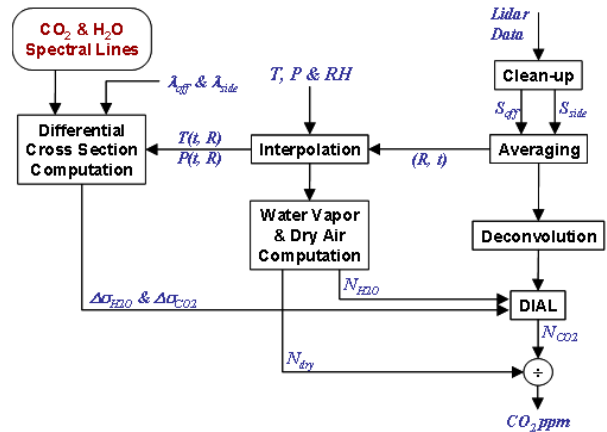 CO2 & H2O
Spectral Lines
Lidar
Data
λoff & λside
T, P & RH
Clean-up
Soff
Sside
Differential
Cross Section
Computation
T(t, R)
P(t, R)
Interpolation
(R, t)
Averaging
Water Vapor
& Dry Air
Computation
Deconvolution
NH2O
ΔσH2O & ΔσCO2
DIAL
NCO2
Ndry
÷
CO2 ppm